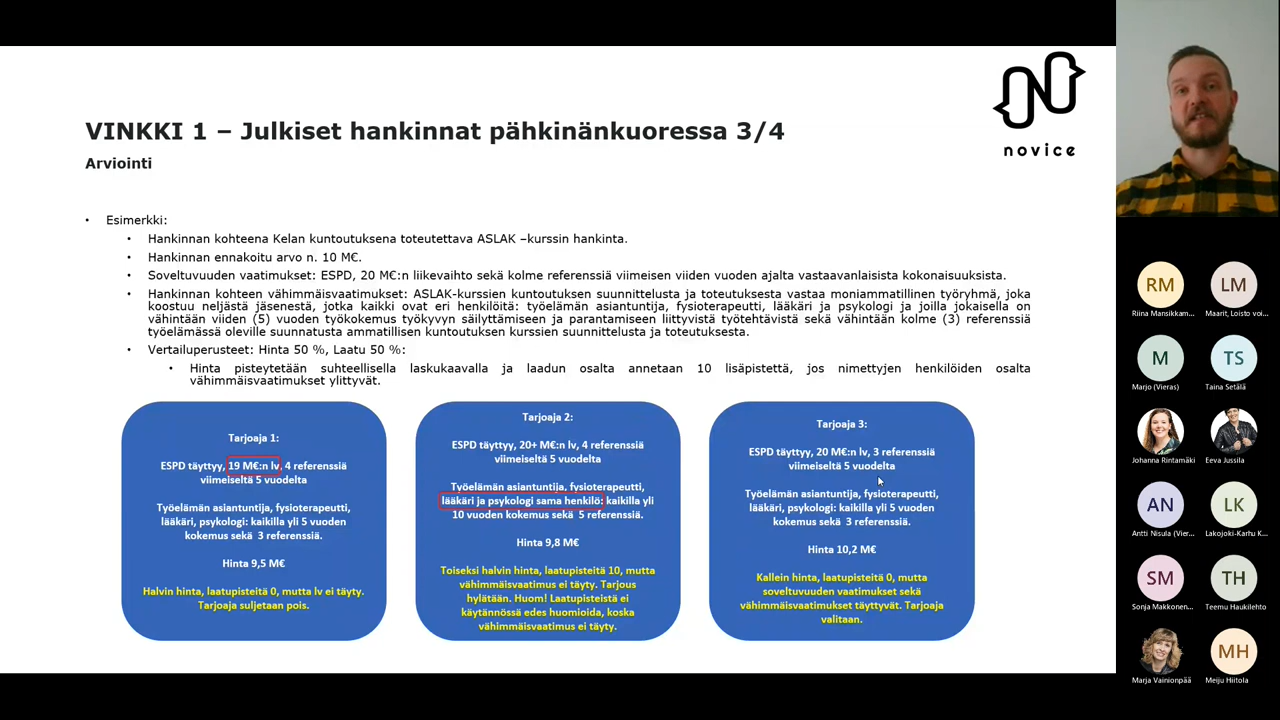 novice
VINKKI 1 – Julkiset hankinnat pähkinänkuoressa 3/4
Arviointi
• Esimerkki:
• Hankinnan kohteena Kelan kuntoutuksena toteutettava ASLAK –kurssin hankinta.
• Hankinnan ennakoitu arvo n. 10 M€.
• Soveltuvuuden vaatimukset: ESPD, 20 M€:n liikevaihto sekä kolme referenssiä viimeisen viiden vuoden ajalta vastaavanlaisista kokonaisuuksista.
• Hankinnan kohteen vähimmäisvaatimukset: ASLAK-kurssien kuntoutuksen suunnittelusta ja toteutuksesta vastaa moniammatillinen työryhmä, joka
koostuu neljästä jäsenestä, jotka kaikki ovat eri henkilöitä: työelämän asiantuntija, fysioterapeutti, lääkäri ja psykologi ja joilla jokaisella on
vähintään viiden (5) vuoden työkokemus työkyvyn säilyttämiseen ja parantamiseen liittyvistä työtehtävistä sekä vähintään kolme (3) referenssiä
työelämässä oleville suunnatusta ammatillisen kuntoutuksen kurssien suunnittelusta ja toteutuksesta.
• Vertailuperusteet: Hinta 50 %, Laatu 50 %:
• Hinta pisteytetään suhteellisella laskukaavalla ja laadun osalta annetaan 10 lisäpistettä, jos nimettyjen henkilöiden osalta
vähimmäisvaatimukset ylittyvät.
Tarjoaja 1:
ESPD täyttyy, 19 M€:n lv, 4 referenssiä
viimeiseltä 5 vuodelta
Työelämän asiantuntija, fysioterapeutti,
lääkäri, psykologi: kaikilla yli 5 vuoden
kokemus sekä 3 referenssiä.
Hinta 9,5 M€
Halvin hinta, laatupisteitä 0, mutta lv ei täyty.
Tarjoaja suljetaan pois.
Tarjoaja 2:
ESPD täyttyy, 20+ M€:n lv, 4 referenssiä
viimeiseltä 5 vuodelta
Työelämän asiantuntija, fysioterapeutti,
lääkäri ja psykologi sama henkilö: kaikilla yli
10 vuoden kokemus sekä 5 referenssiä.
Hinta 9,8 M€
Toiseksi halvin hinta, laatupisteitä 10, mutta
vähimmäisvaatimus ei täyty. Tarjous
hylätään. Huom! Laatupisteistä ei
käytännössä edes huomioida, koska
vähimmäisvaatimus ei täyty.
Tarjoaja 3:
ESPD täyttyy, 20 M€:n lv, 3 referenssiä
viimeiseltä 5 vuodelta
Työelämän asiantuntija, fysioterapeutti,
lääkäri, psykologi: kaikilla yli 5 vuoden
kokemus sekä 3 referenssiä.
Hinta 10,2 M€
Kallein hinta, laatupisteitä 0, mutta
soveltuvuuden vaatimukset sekä
vähimmäisvaatimukset täyttyvät. Tarjoaja
valitaan.
RM LM
Riina Mansikkam... Maarit, Loisto voi...
M TS
Marjo (Vieras) Taina Setälä
Johanna Rintamäki Eeva Jussila
AN LK
Antti Nisula (Vier... Lakojoki-Karhu K...
SM TH
Sonja Makkonen... Teemu Haukilehto
MH
Marja Vainionpää Meiju Hiitola